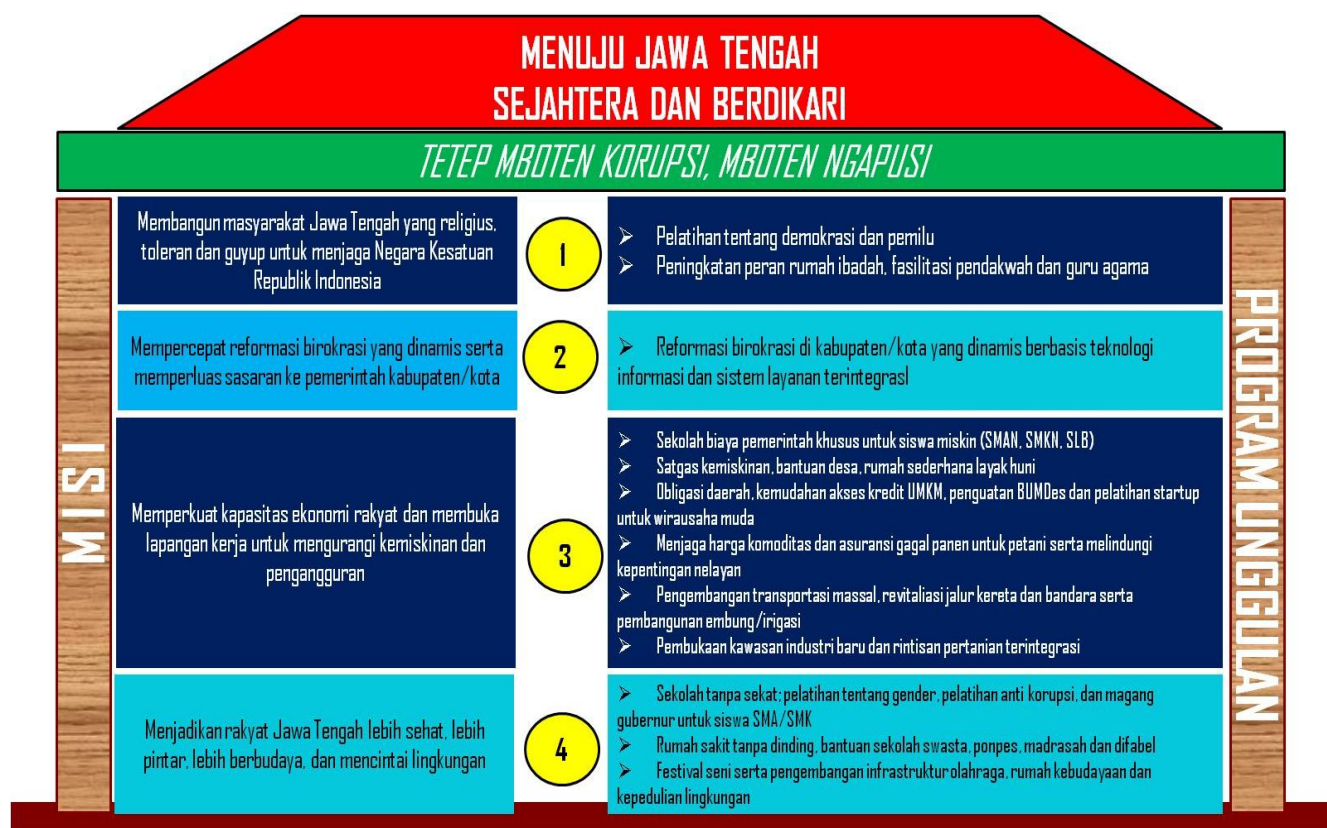 MENUJU JAWA TENGAH
SEJAHTERA DAN BERDIKARI
TETEP MBOTEN KORUPSI, MBOTEN NGAPUSI
MISI
Membangun masyarakat Jawa Tengah yang religius,
toleran dan guyup untuk menjaga Negara Kesatuan
Republik Indonesia
1
➢ Pelatihan tentang demokrasi dan pemilu
➢ Peningkatan peran rumah ibadah, fasilitasi pendakwah dan guru agama
Mempercepat reformasi birokrasi yang dinamis serta
memperluas sasaran ke pemerintah kabupaten/kota
2
➢ Reformasi birokrasi di kabupaten/kota yang dinamis berbasis teknologi
informasi dan sistem layanan terintegrasI
Memperkuat kapasitas ekonomi rakyat dan membuka
lapangan kerja untuk mengurangi kemiskinan dan
pengangguran
3
➢ Sekolah biaya pemerintah khusus untuk siswa miskin (SMAN, SMKN, SLB)
➢ Satgas kemiskinan, bantuan desa, rumah sederhana layak huni
➢ Obligasi daerah, kemudahan akses kredit UMKM, penguatan BUMDes dan pelatihan startup
untuk wirausaha muda
➢ Menjaga harga komoditas dan asuransi gagal panen untuk petani serta melindungi
kepentingan nelayan
➢ Pengembangan transportasi massal, revitaliasi jalur kereta dan bandara serta
pembangunan embung/irigasi
➢ Pembukaan kawasan industri baru dan rintisan pertanian terintegrasi
Menjadikan rakyat Jawa Tengah lebih sehat, lebih
pintar, lebih berbudaya, dan mencintai lingkungan
4
➢ Sekolah tanpa sekat; pelatihan tentang gender, pelatihan anti korupsi, dan magang
gubernur untuk siswa SMA/SMK
➢ Rumah sakit tanpa dinding, bantuan sekolah swasta, ponpes, madrasah dan difabel
➢ Festival seni serta pengembangan infrastruktur olahraga, rumah kebudayaan dan
kepedulian lingkungan
PROGRAM UNGGULAN